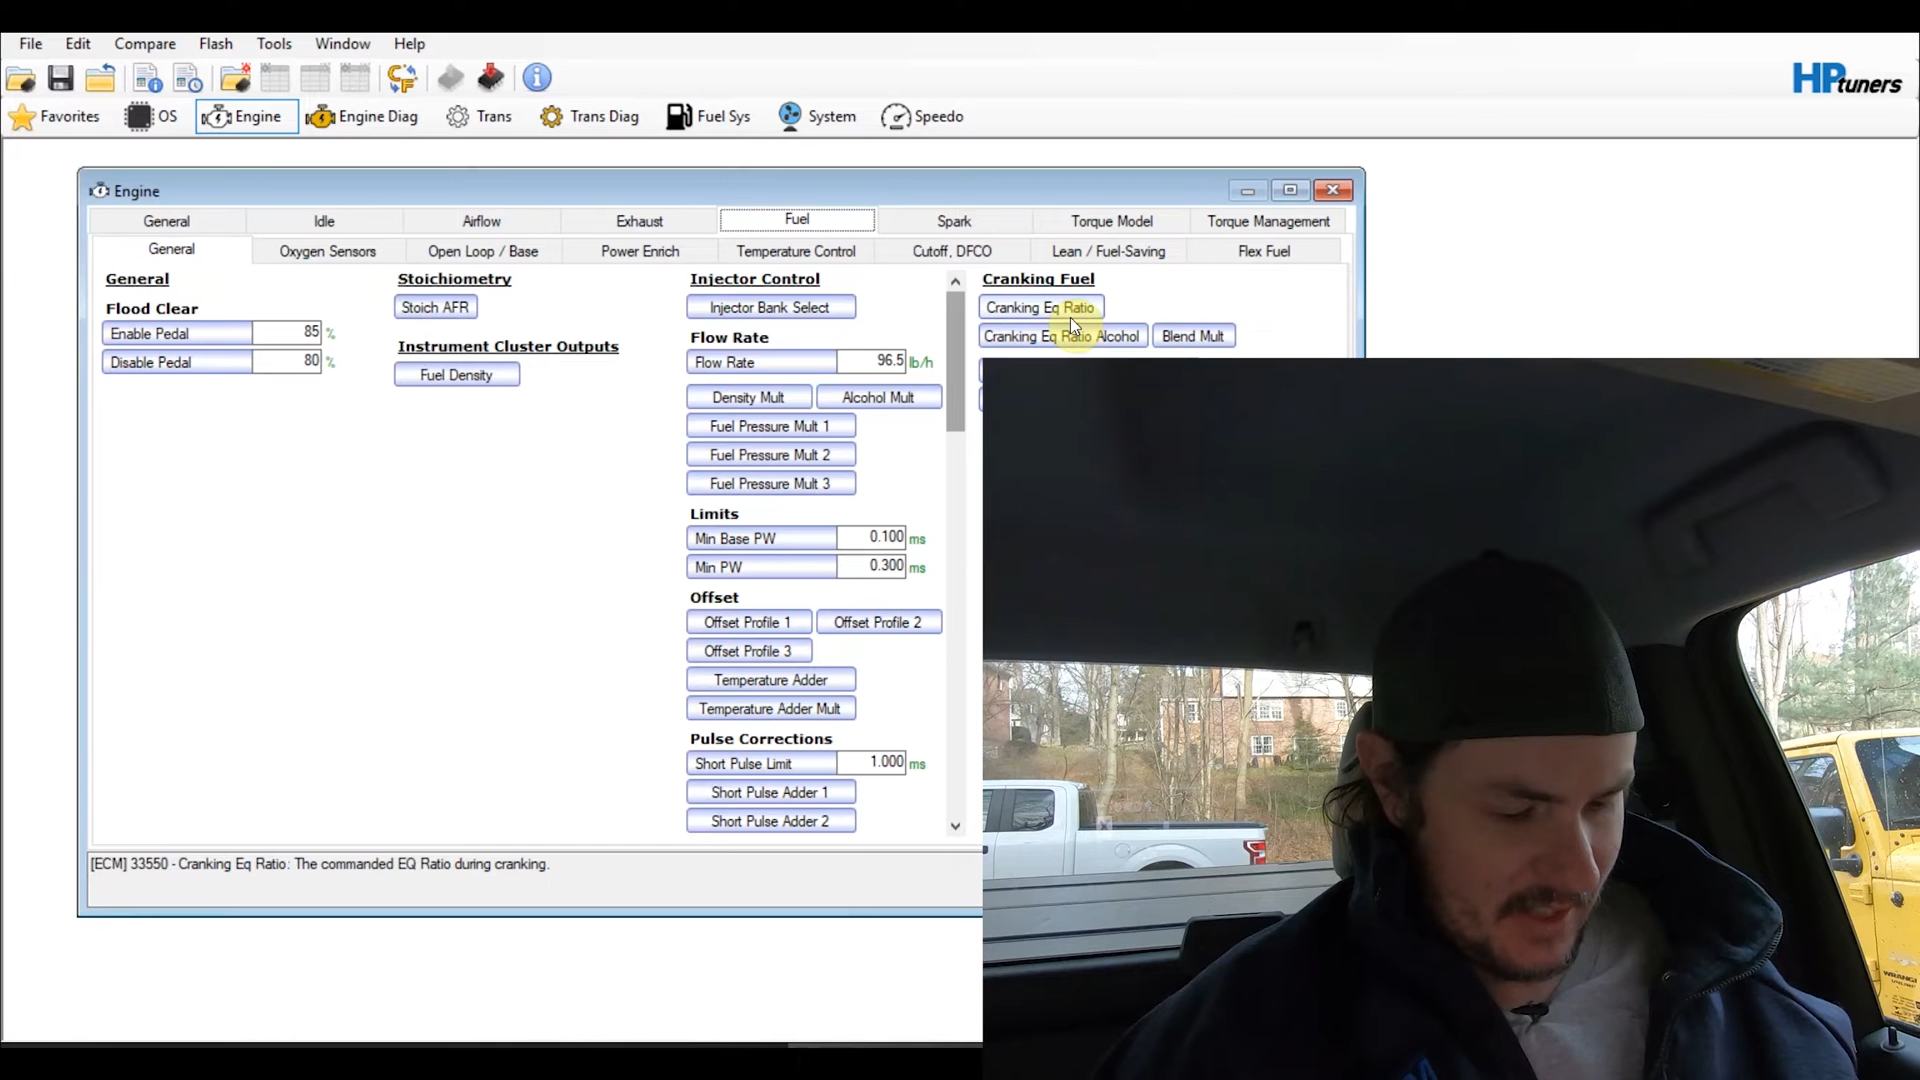 File Edit Compare Flash Tools Window Help
HPtuners
Favorites OS Engine Engine Diag Trans Trans Diag Fuel Sys System Speedo
Engine
General Idle Airflow Exhaust Fuel Spark Torque Model Torque Management
General Oxygen Sensors Open Loop / Base Power Enrich Temperature Control Cutoff, DFCO Lean / Fuel-Saving Flex Fuel
General
Flood Clear
Enable Pedal 85 %
Disable Pedal 80 %
Stoichiometry
Stoich AFR
Instrument Cluster Outputs
Fuel Density
Injector Control
Injector Bank Select
Flow Rate
Flow Rate 96.5 lb/h
Density Mult Alcohol Mult
Fuel Pressure Mult 1
Fuel Pressure Mult 2
Fuel Pressure Mult 3
Limits
Min Base PW 0.100 ms
Min PW 0.300 ms
Offset
Offset Profile 1 Offset Profile 2
Offset Profile 3
Temperature Adder
Temperature Adder Mult
Pulse Corrections
Short Pulse Limit 1.000 ms
Short Pulse Adder 1
Short Pulse Adder 2
Cranking Fuel
Cranking Eq Ratio
Cranking Eq Ratio Alcohol Blend Mult
[ECM] 33550 - Cranking Eq Ratio: The commanded EQ Ratio during cranking.